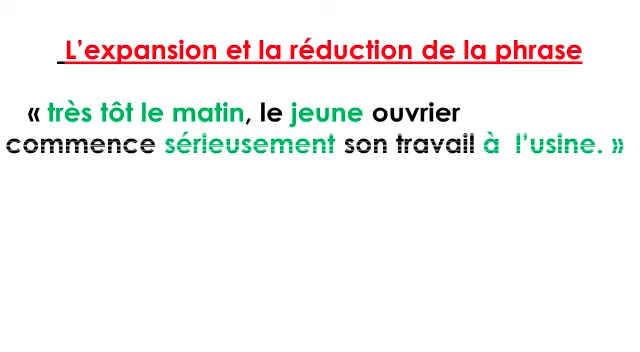 L’expansion et la réduction de la phrase
« très tôt le matin, le jeune ouvrier
commence sérieusement son travail à l’usine. »